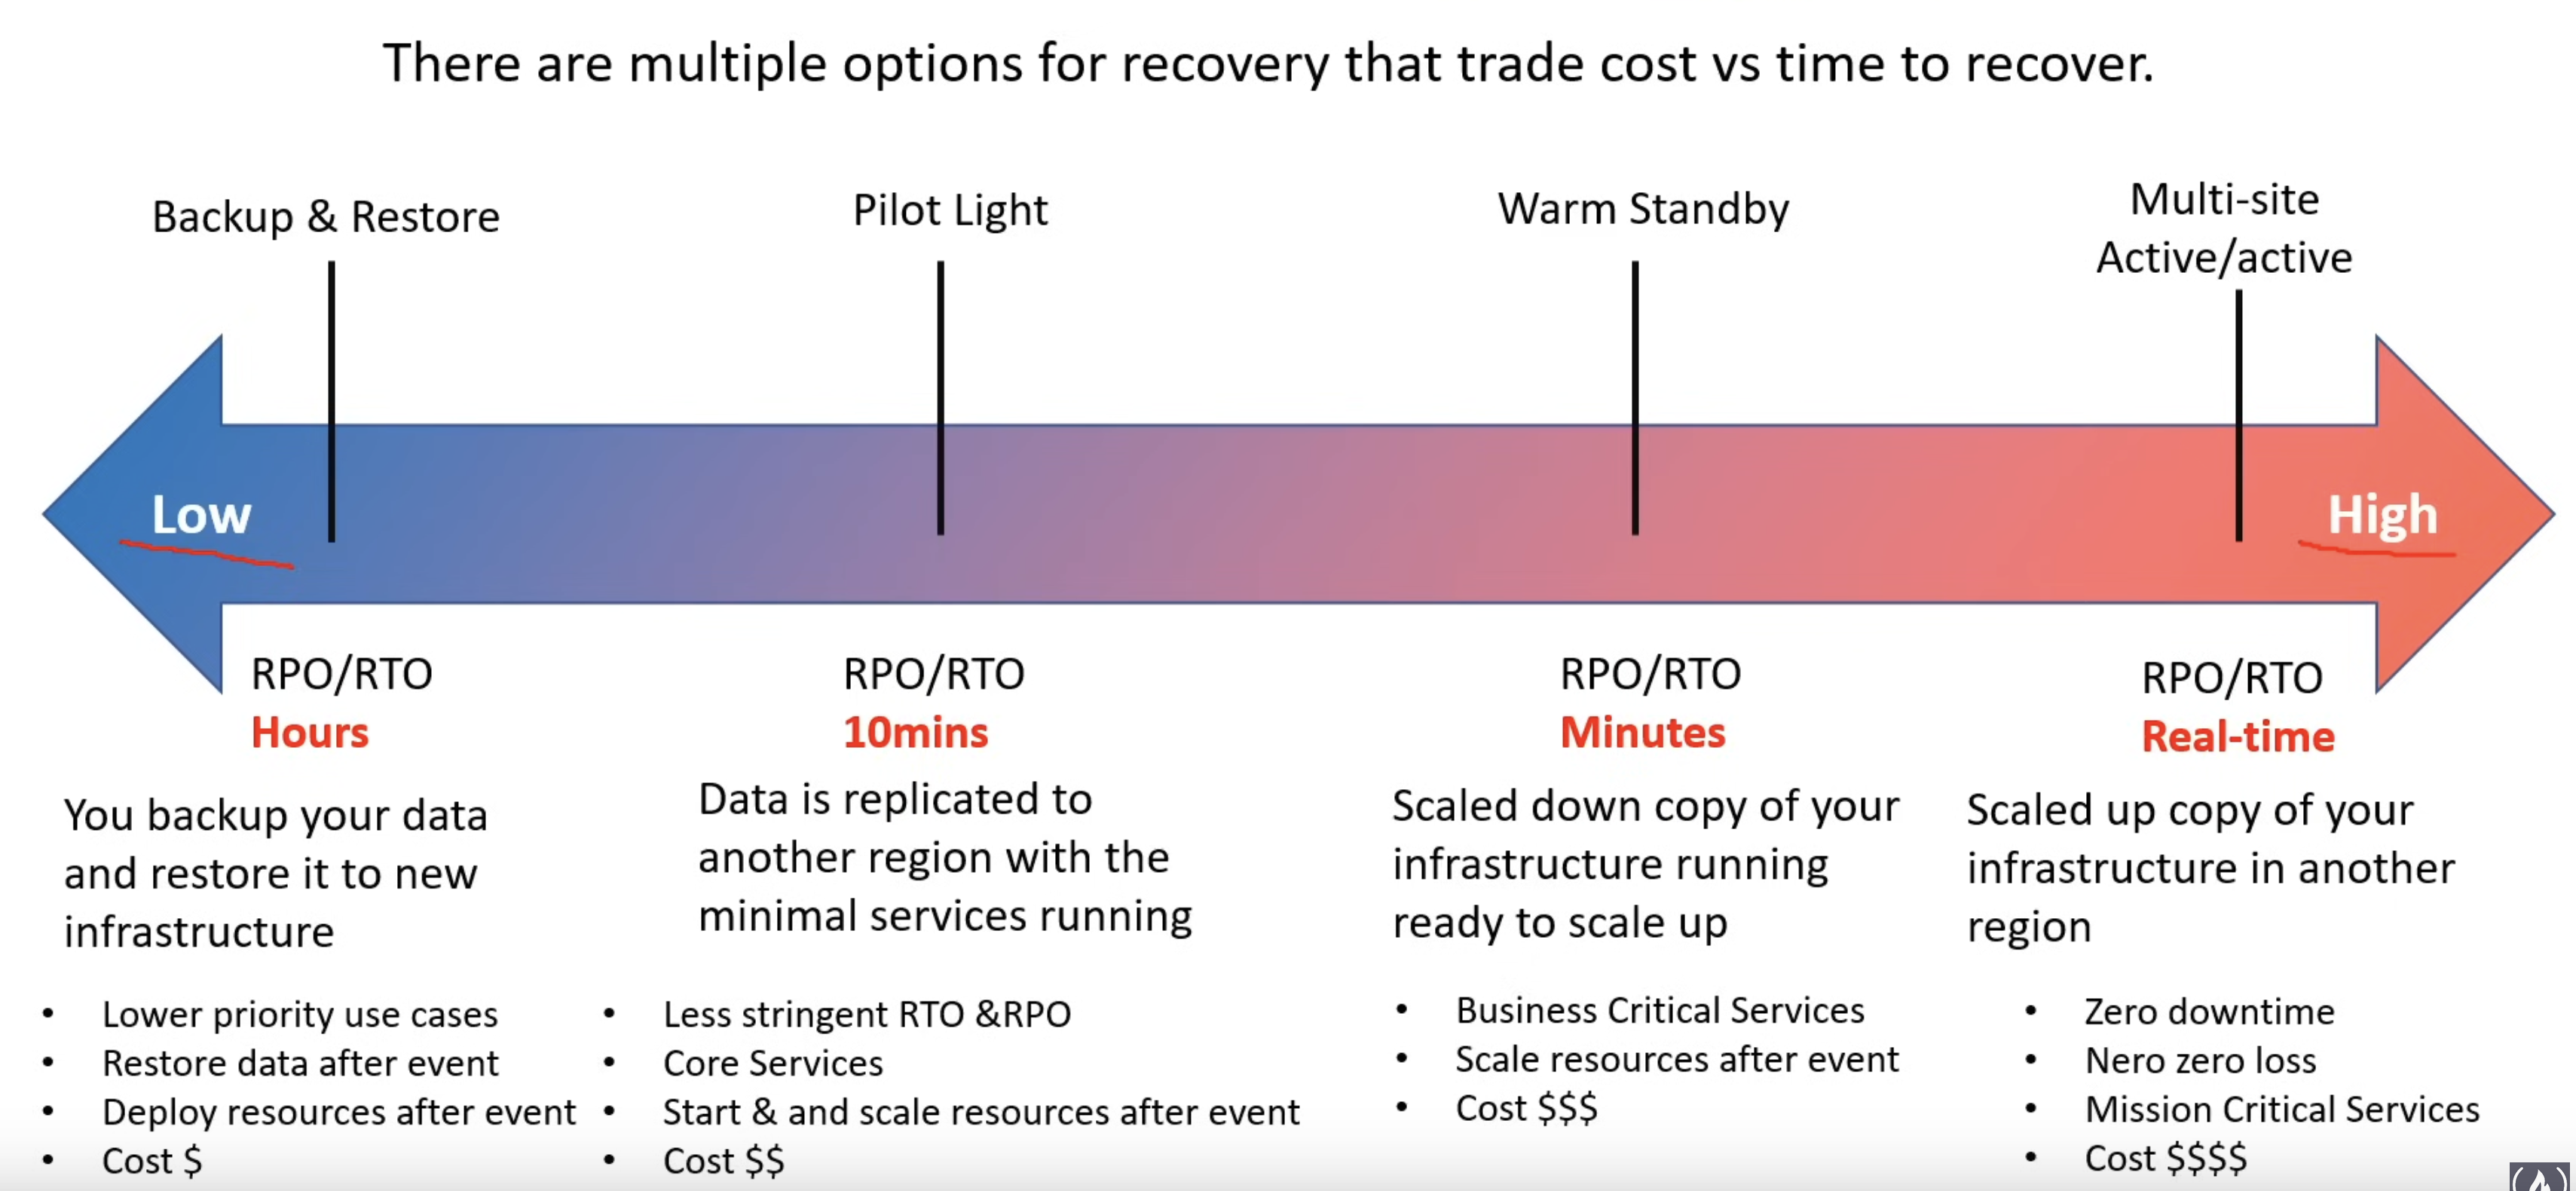 There are multiple options for recovery that trade cost vs time to recover.
Backup & Restore
Pilot Light
Warm Standby
Multi-site
Active/active
Low
High
RPO/RTO
Hours
You backup your data
and restore it to new
infrastructure
• Lower priority use cases
• Restore data after event
• Deploy resources after event
• Cost $
RPO/RTO
10mins
Data is replicated to
another region with the
minimal services running
• Less stringent RTO &RPO
• Core Services
• Start & and scale resources after event
• Cost $$
RPO/RTO
Minutes
Scaled down copy of your
infrastructure running
ready to scale up
• Business Critical Services
• Scale resources after event
• Cost $$$
RPO/RTO
Real-time
Scaled up copy of your
infrastructure in another
region
• Zero downtime
• Nero zero loss
• Mission Critical Services
• Cost $$$$